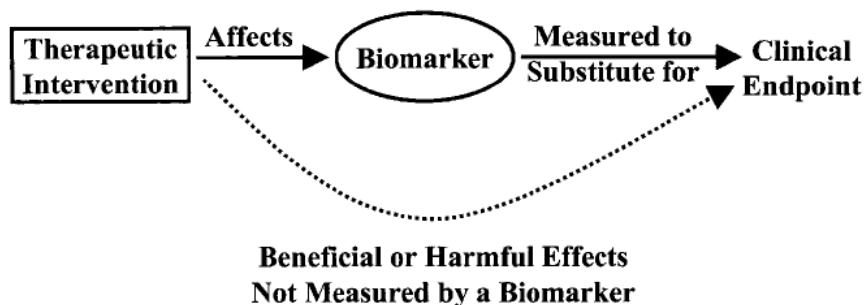 Therapeutic
Intervention
Affects
Biomarker
Measured to
Substitute for
Clinical
Endpoint
Beneficial or Harmful Effects
Not Measured by a Biomarker